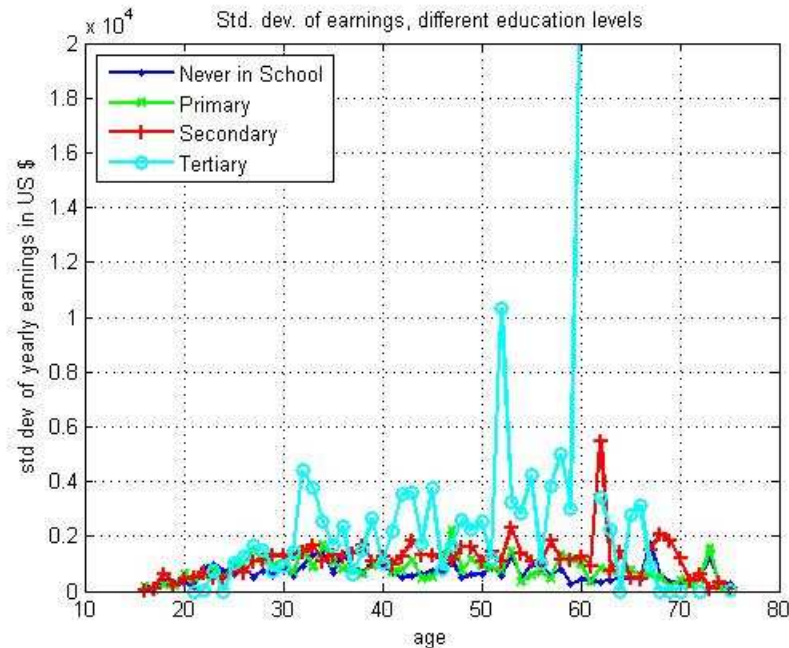 Std. dev. of earnings, different education levels
x 10^4
2
1.8
1.6
1.4
1.2
1
0.8
0.6
0.4
0.2
0
std dev of yearly earnings in US $
Never in School
Primary
Secondary
Tertiary
10 20 30 40 50 60 70 80
age